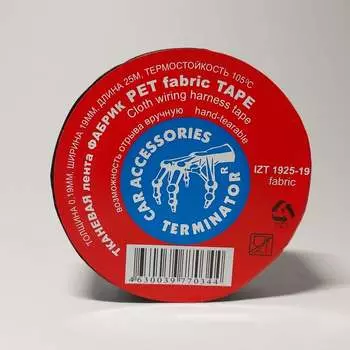 ТОЛЩИНА 0.19ММ, ШИРИНА 19ММ, ДЛИНА 25М, ТЕРМОСТОЙКОСТЬ 105°С
ТКАНЕВАЯ лента ФАБРИК PET fabric TAPE
Cloth wiring harness tape
возможность отрыва вручную hand-tearable
CAR ACCESSORIES
TERMINATOR®
IZT 1925-19
fabric
4630039770344